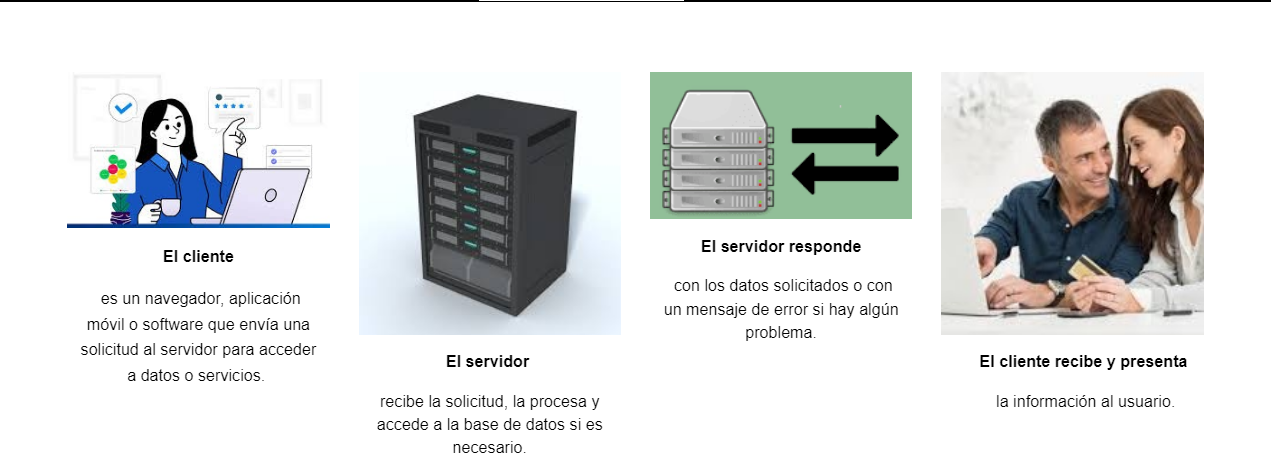 El cliente
es un navegador, aplicación
móvil o software que envía una
solicitud al servidor para acceder
a datos o servicios.
El servidor
recibe la solicitud, la procesa y
accede a la base de datos si es
necesario.
El servidor responde
con los datos solicitados o con
un mensaje de error si hay algún
problema.
El cliente recibe y presenta
la información al usuario.